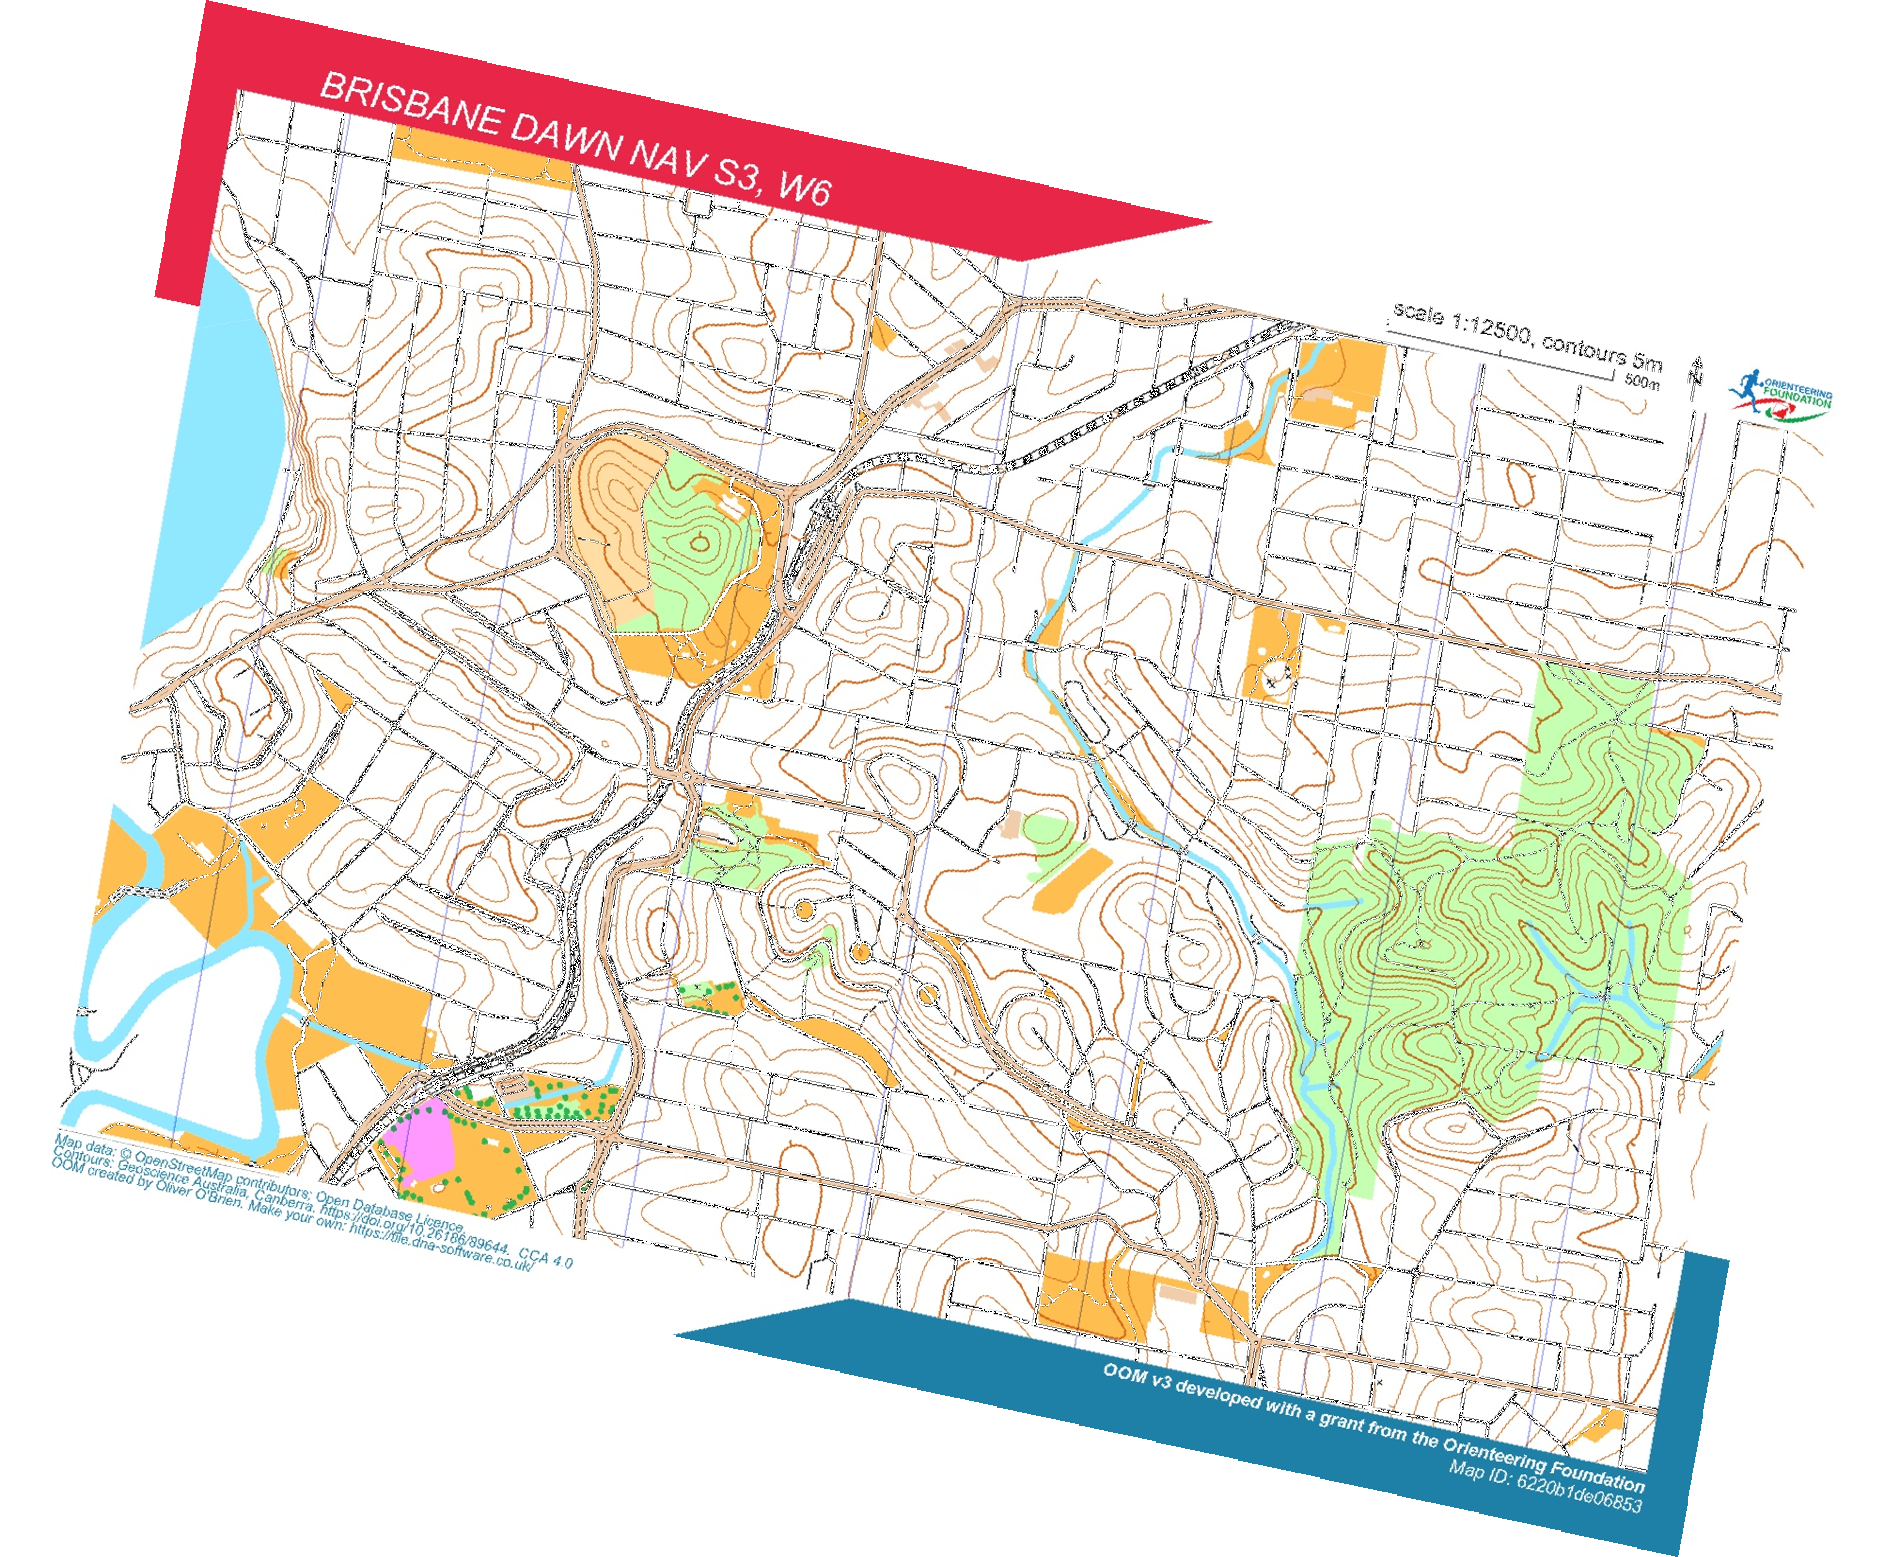 BRISBANE DAWN NAV S3, W6
scale 1:12500, contours 5m
500m
N
ORIENTEERING
FOUNDATION
Map data: © OpenStreetMap contributors; Open Database Licence.
Contours: Geoscience Australia, Canberra. https://doi.org/10.26186/89644. CCA 4.0
OOM created by Oliver O'Brien. Make your own: https://tile.dna-software.co.uk/
OOM v3 developed with a grant from the Orienteering Foundation
Map ID: 6220b1de06853